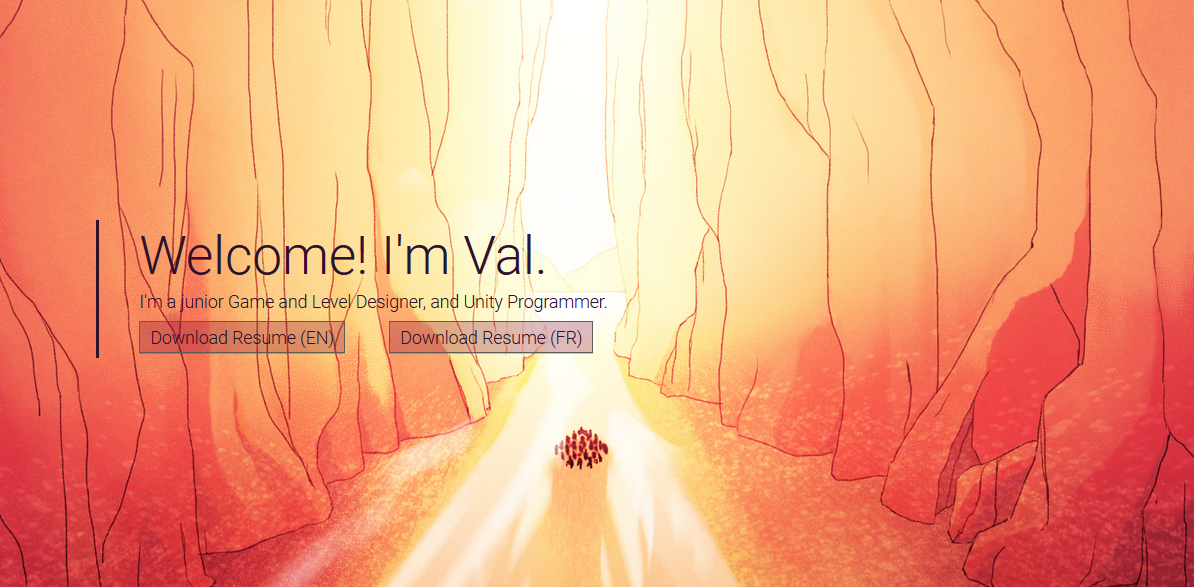 Welcome! I'm Val.
I'm a junior Game and Level Designer, and Unity Programmer.
Download Resume (EN) Download Resume (FR)